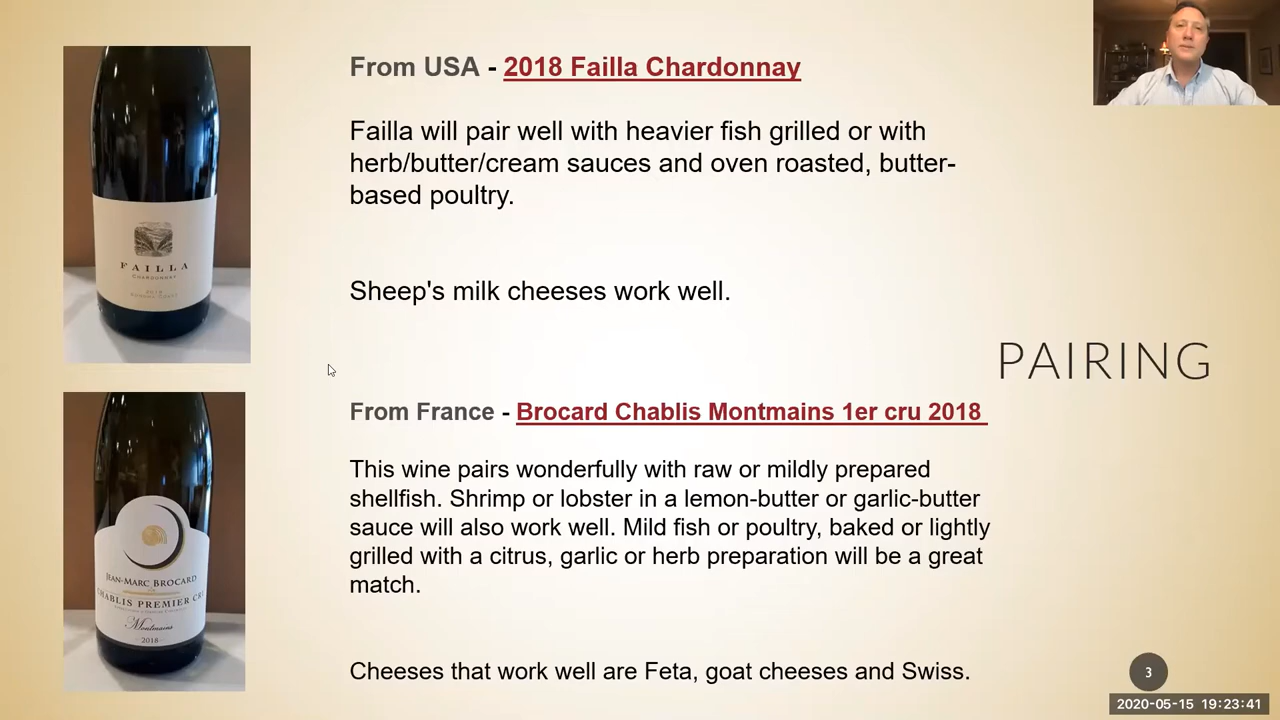 From USA - 2018 Failla Chardonnay
Failla will pair well with heavier fish grilled or with
herb/butter/cream sauces and oven roasted, butter-
based poultry.
Sheep's milk cheeses work well.
FAILLA
CHARDONNAY
2018
SONOMA COAST
PAIRING
From France - Brocard Chablis Montmains 1er cru 2018
This wine pairs wonderfully with raw or mildly prepared
shellfish. Shrimp or lobster in a lemon-butter or garlic-butter
sauce will also work well. Mild fish or poultry, baked or lightly
grilled with a citrus, garlic or herb preparation will be a great
match.
Cheeses that work well are Feta, goat cheeses and Swiss.
JEAN-MARC BROCARD
CHABLIS PREMIER CRU
Montmains
2018
3
2020-05-15 19:23:41